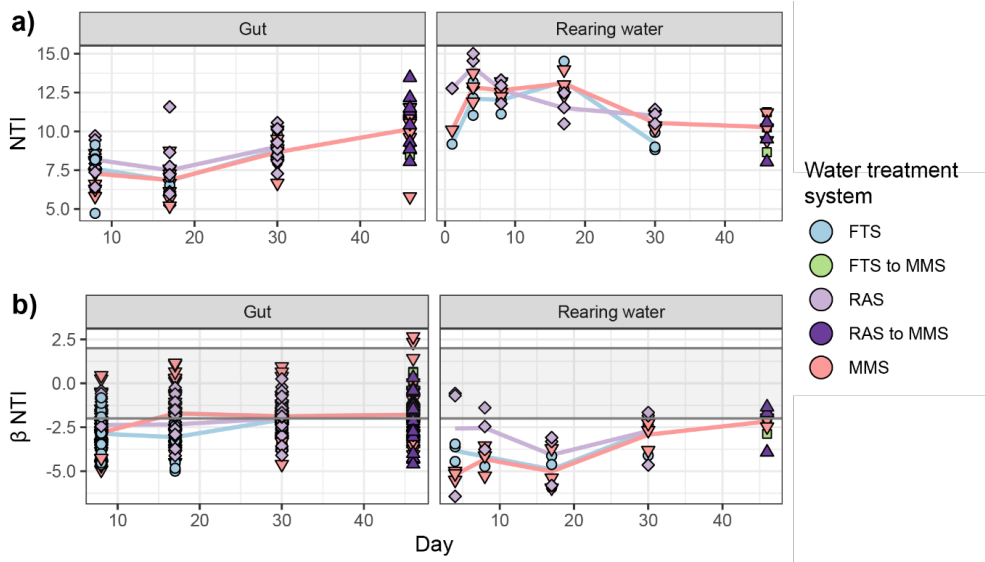 a)
Gut
Rearing water
NTI
15.0
12.5
10.0
7.5
5.0
10 20 30 40
0 10 20 30 40
b)
Gut
Rearing water
β NTI
2.5
0.0
-2.5
-5.0
10 20 30 40
10 20 30 40
Day
Water treatment
system
FTS
FTS to MMS
RAS
RAS to MMS
MMS